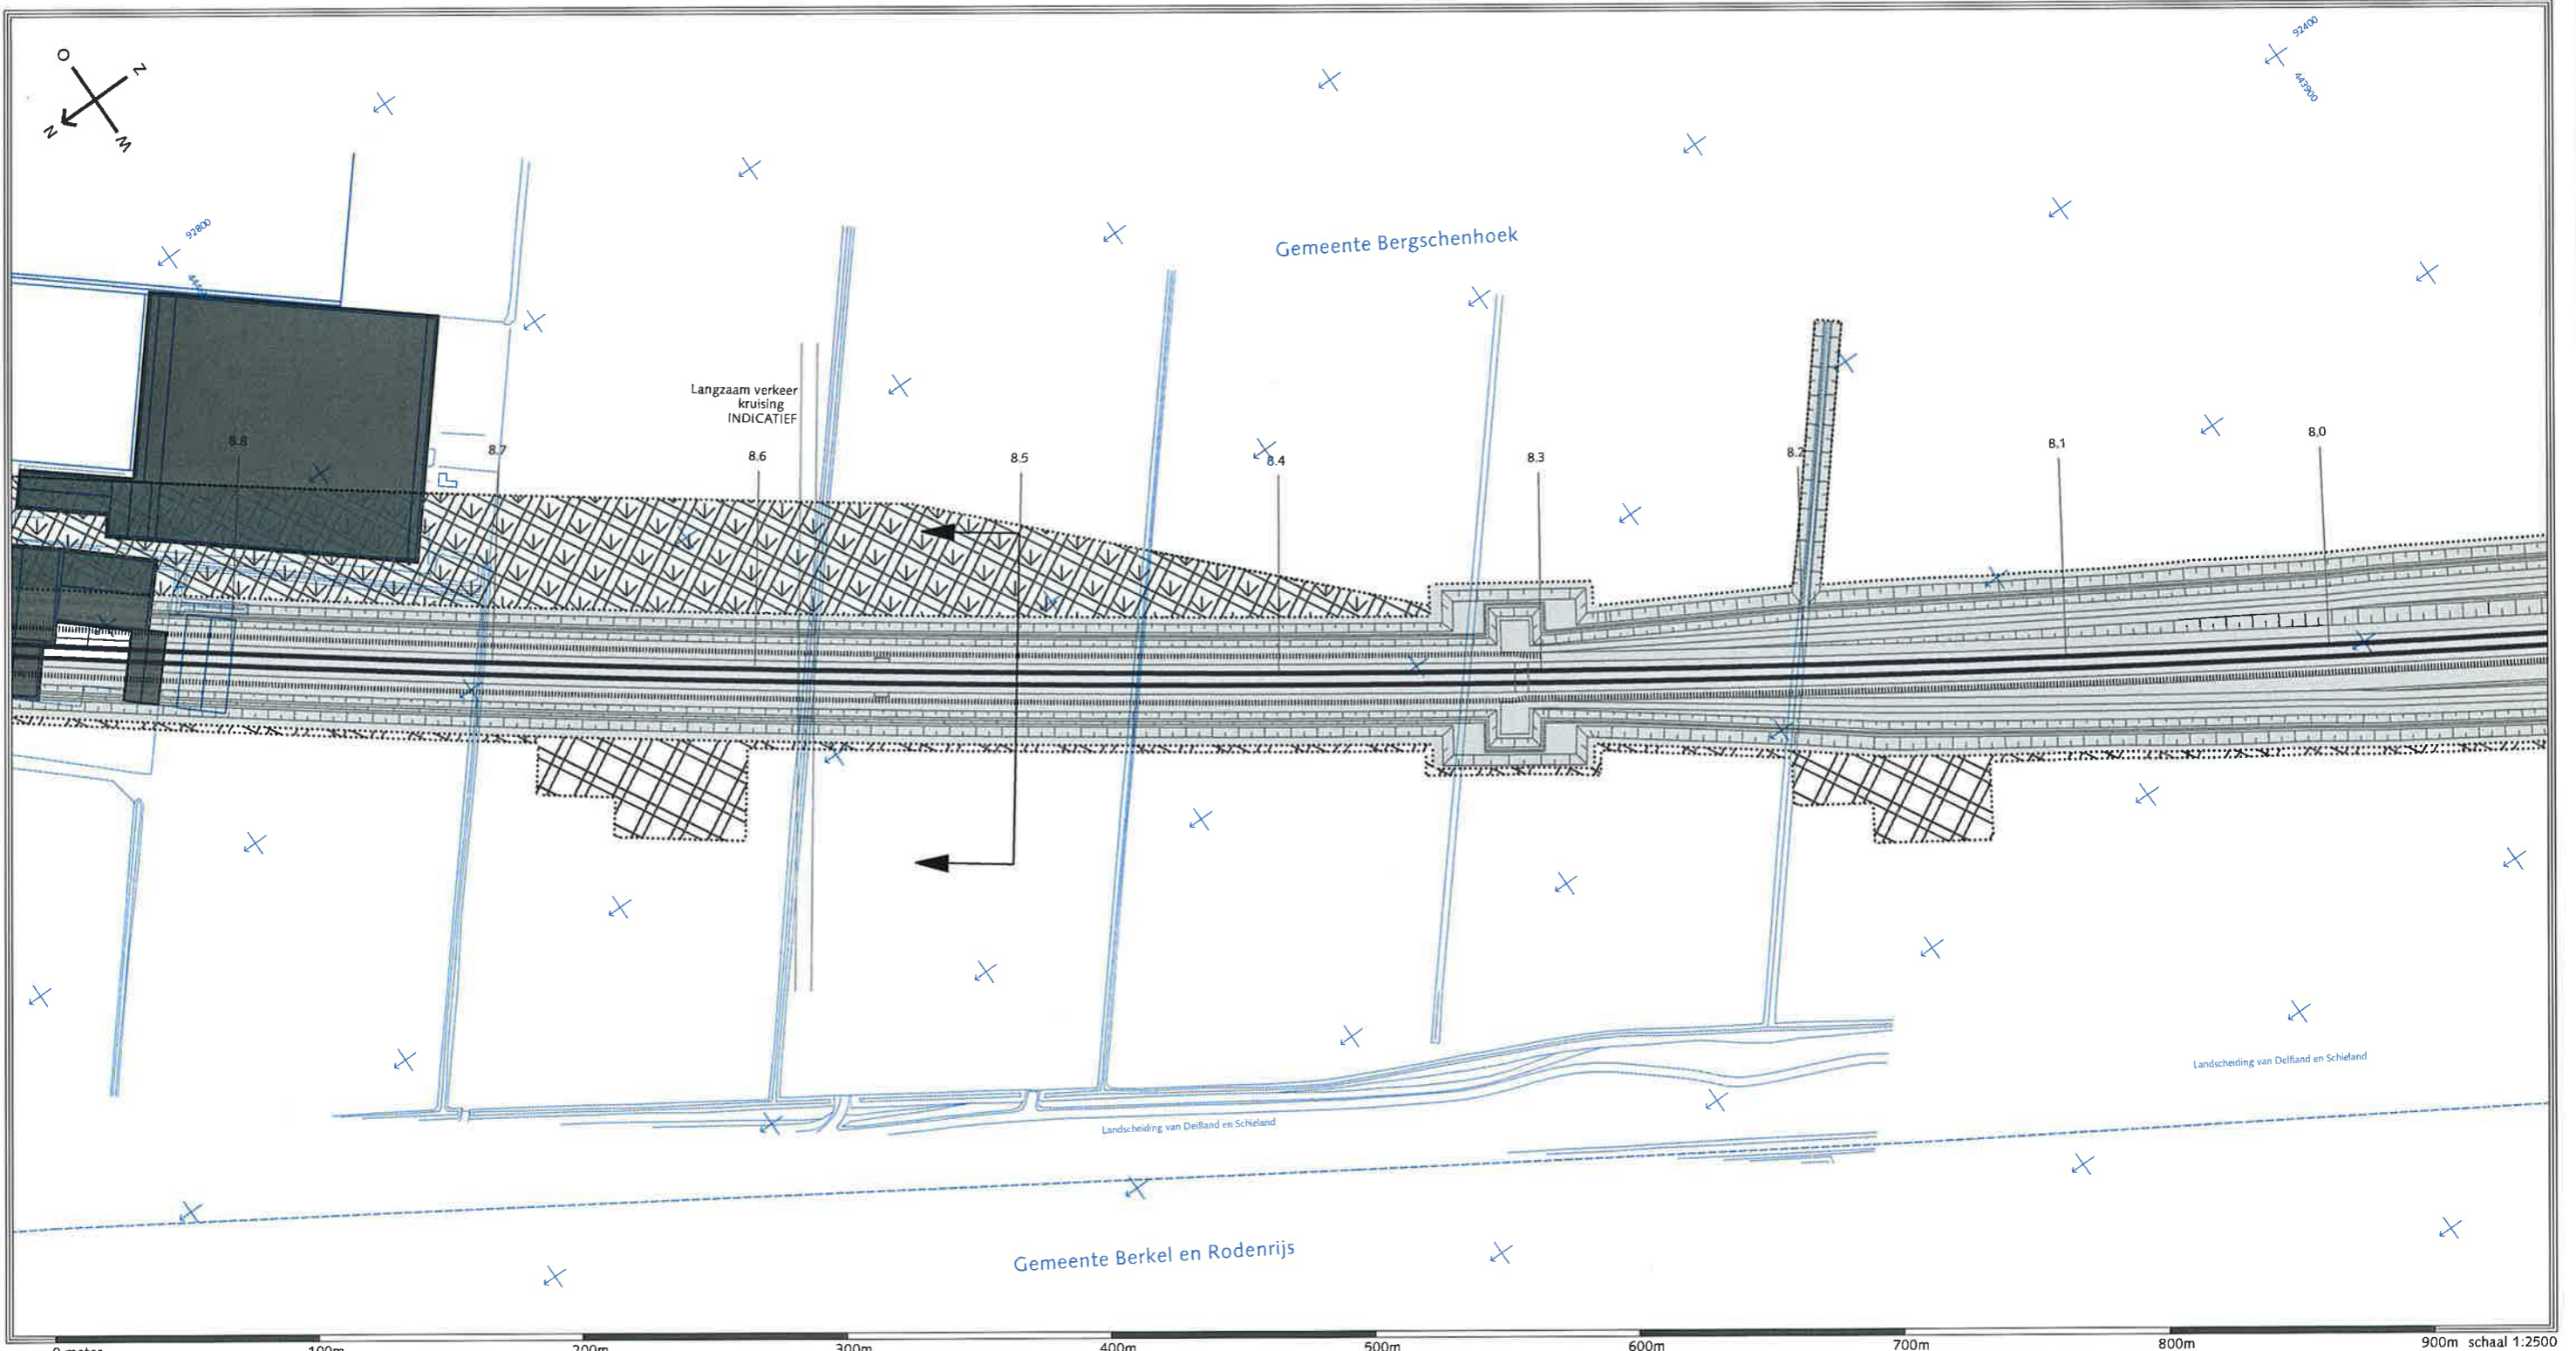 O
Z
N
W
92400
443900
92800
Gemeente Bergschenhoek
Langzaam verkeer
kruising
INDICATIEF
8.8
8.7
8.6
8.5
8.4
8.3
8.2
8.1
8.0
Landscheiding van Delfland en Schieland
Landscheiding van Delfland en Schieland
Gemeente Berkel en Rodenrijs
0 meter
100m
200m
300m
400m
500m
600m
700m
800m
900m schaal 1:2500